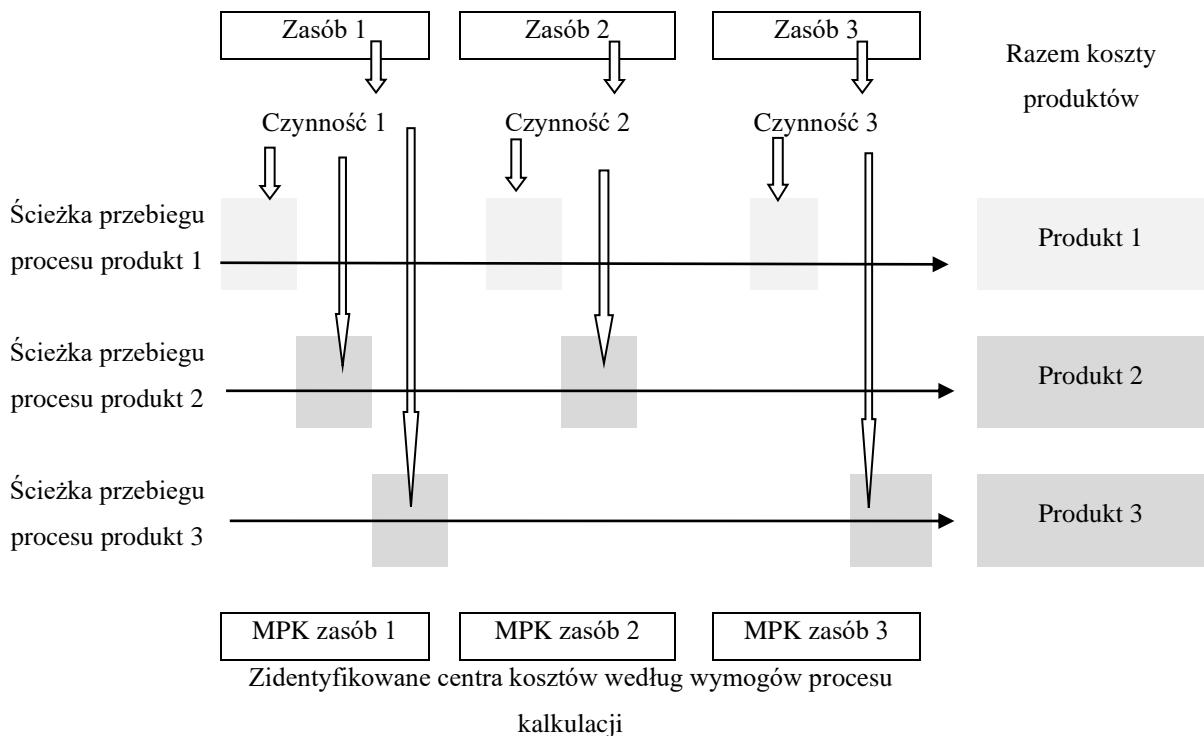 Zasób 1
Zasób 2
Zasób 3
Razem koszty
produktów
Czynność 1
Czynność 2
Czynność 3
Ścieżka przebiegu
procesu produkt 1
Produkt 1
Ścieżka przebiegu
procesu produkt 2
Produkt 2
Ścieżka przebiegu
procesu produkt 3
Produkt 3
MPK zasób 1
MPK zasób 2
MPK zasób 3
Zidentyfikowane centra kosztów według wymogów procesu
kalkulacji